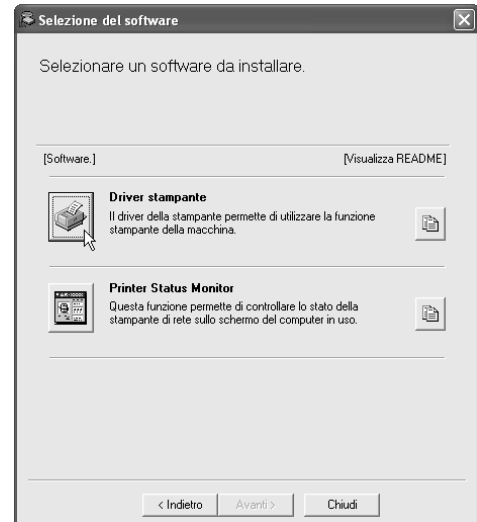 Selezione del software
Selezionare un software da installare.
[Software.] [Visualizza README]
Driver stampante
Il driver della stampante permette di utilizzare la funzione
stampante della macchina.
Printer Status Monitor
Questa funzione permette di controllare lo stato della
stampante di rete sullo schermo del computer in uso.
< Indietro Avanti > Chiudi